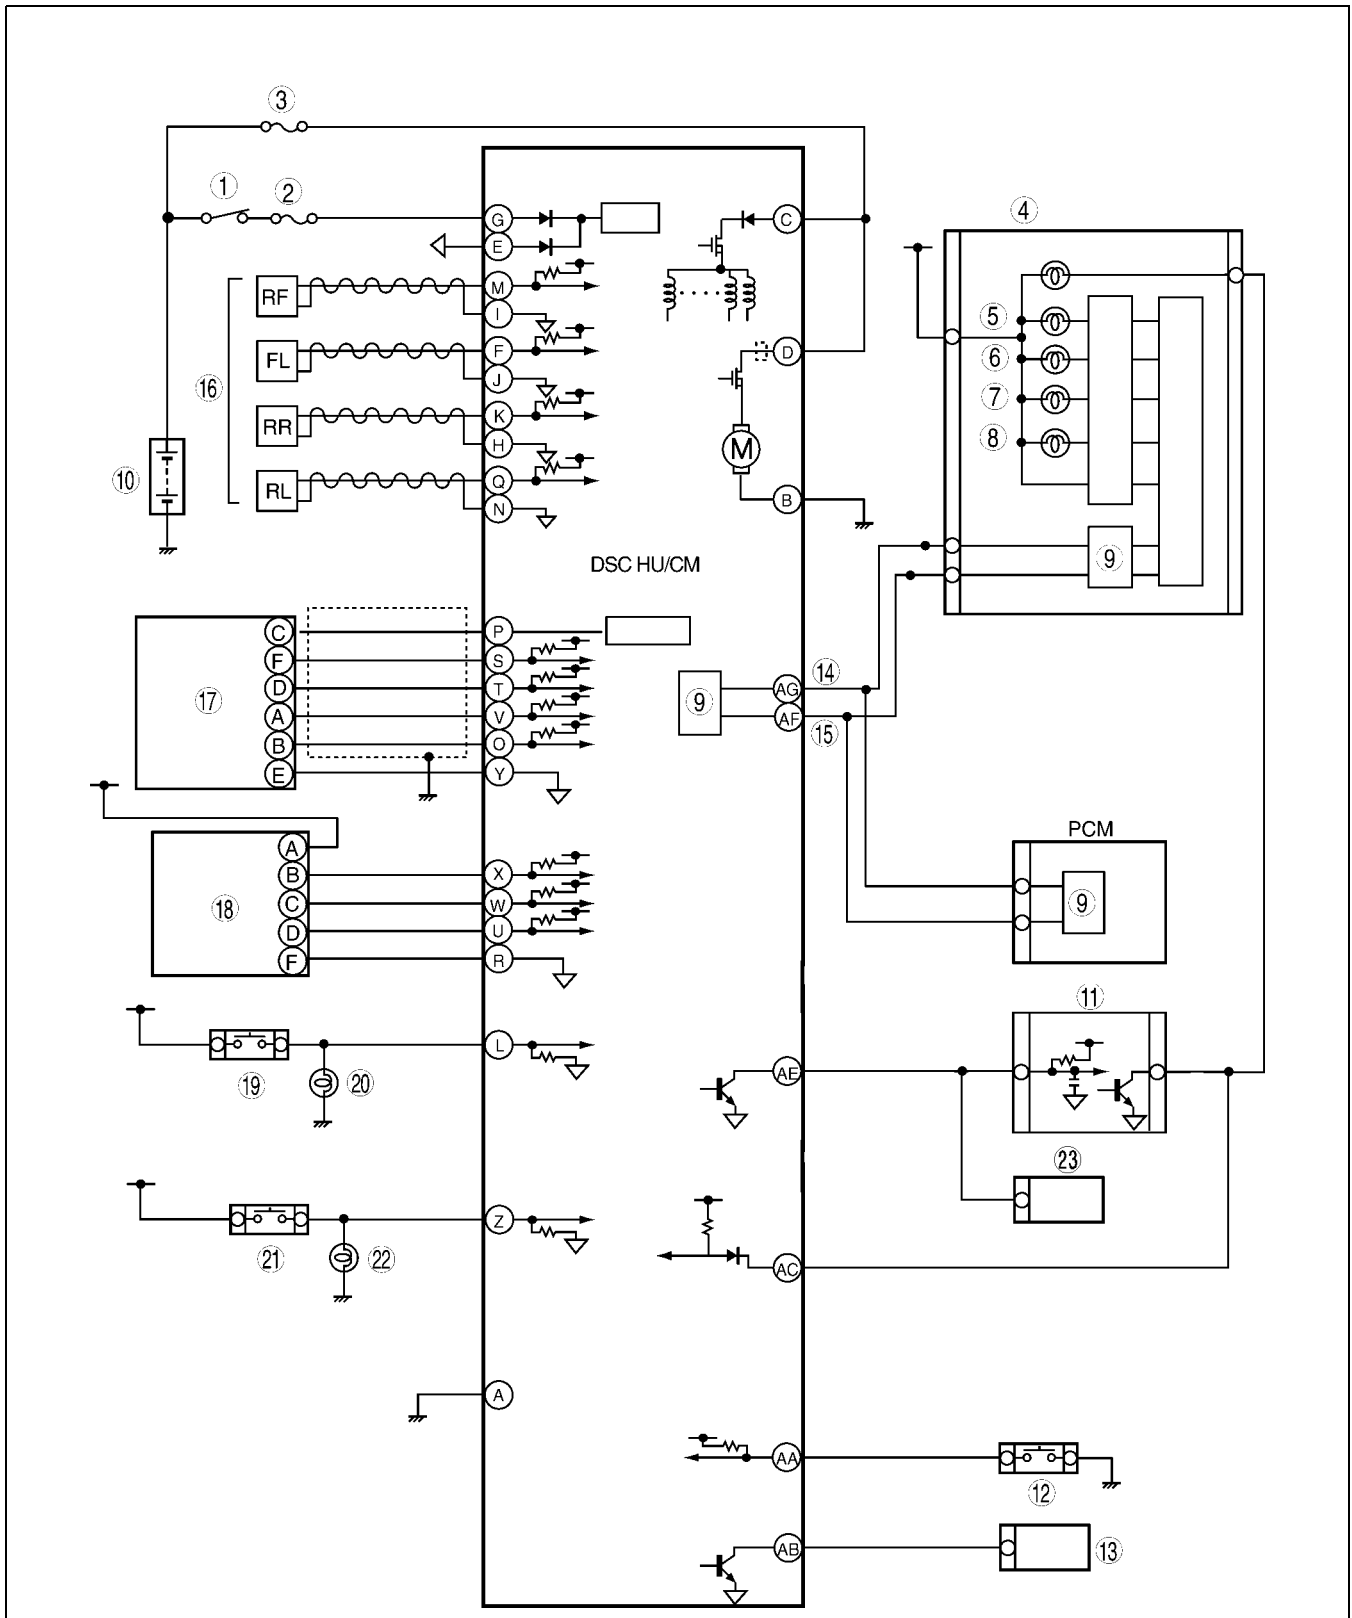 ③
① ②
④
G
C
E
RF
M
I
⑤
FL
F
J
D
⑥
⑯
⑦
RR
K
H
⑧
M
⑩
RL
Q
N
B
DSC HU/CM
⑨
⑰
C
F
D
A
B
E
P
S
T
V
O
Y
⑨
AG
AF
⑭
⑮
PCM
⑨
⑱
A
B
C
D
F
X
W
U
R
⑪
L
AE
⑲ ⑳
㉓
Z
㉑ ㉒
AC
A
AA
⑫
AB
⑬